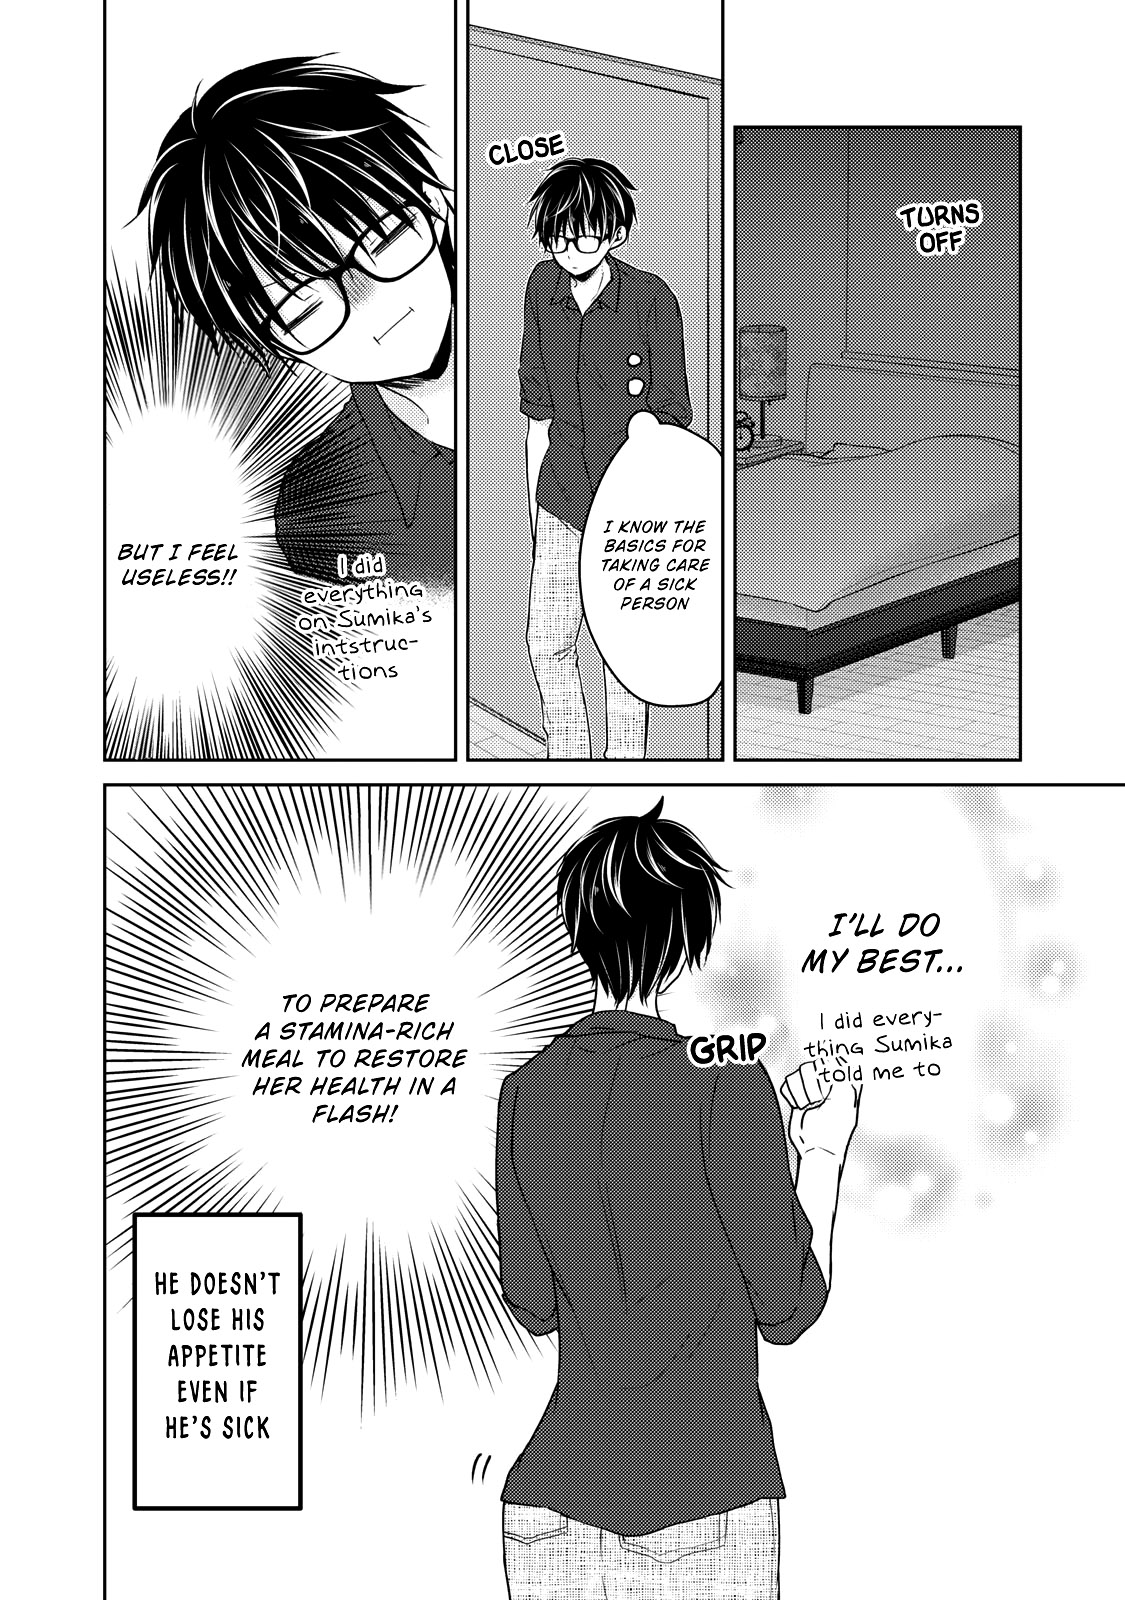 TURNS
OFF
CLOSE
I KNOW THE
BASICS FOR
TAKING CARE
OF A SICK
PERSON
BUT I FEEL
USELESS!!
I did
everything
on Sumika's
intstruc-
tions
I'LL DO
MY BEST...
I did every-
thing Sumika
told me to
GRIP
TO PREPARE
A STAMINA-RICH
MEAL TO RESTORE
HER HEALTH IN A
FLASH!
HE DOESN'T
LOSE HIS
APPETITE
EVEN IF
HE'S SICK